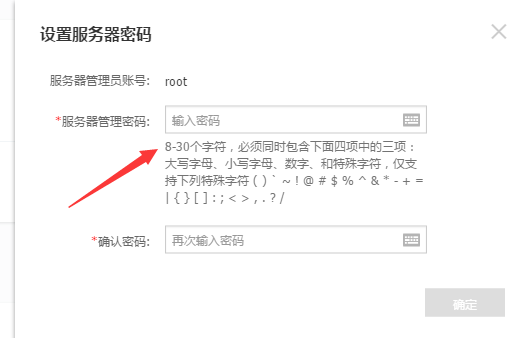 设置服务器密码
服务器管理员账号: root
*服务器管理密码: 输入密码
8-30个字符，必须同时包含下面四项中的三项：
大写字母、小写字母、数字、和特殊字符，仅支
持下列特殊字符 ( ) ` ~ ! @ # $ % ^ & * - + =
| { } [ ] : ; < > , . ? /
*确认密码: 再次输入密码
确定